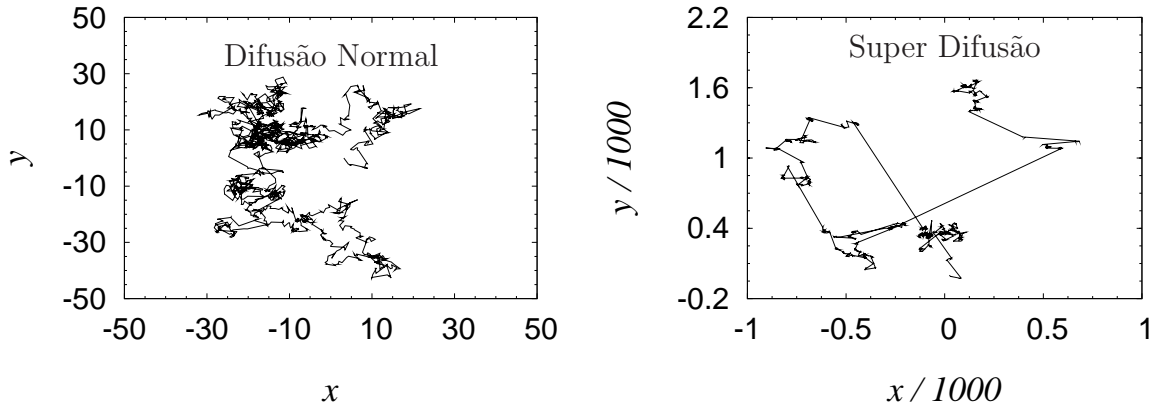 Difusão Normal
50
30
10
-10
-30
-50
y
-50 -30 -10 10 30 50
x
Super Difusão
2.2
1.6
1
0.4
-0.2
y / 1000
-1 -0.5 0 0.5 1
x / 1000